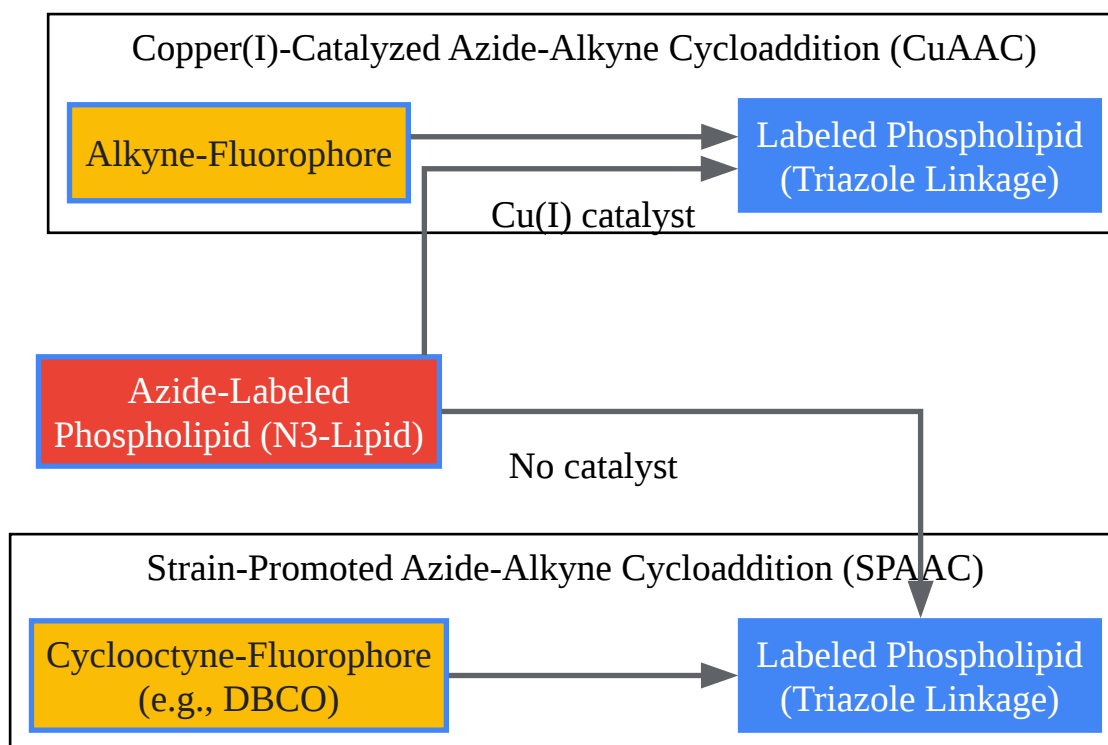 Copper(I)-Catalyzed Azide-Alkyne Cycloaddition (CuAAC)
Alkyne-Fluorophore
Labeled Phospholipid
(Triazole Linkage)
Cu(I) catalyst
Azide-Labeled
Phospholipid (N3-Lipid)
No catalyst
Strain-Promoted Azide-Alkyne Cycloaddition (SPAAC)
Cyclooctyne-Fluorophore
(e.g., DBCO)
Labeled Phospholipid
(Triazole Linkage)